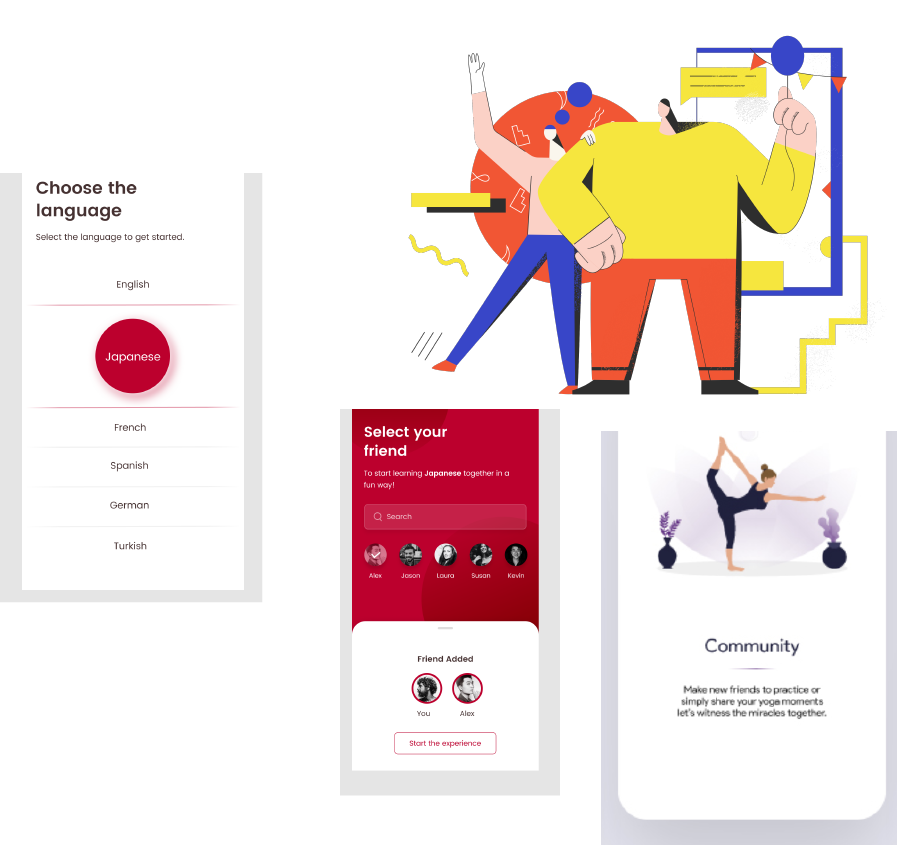 Choose the
language
Select the language to get started.
English
Japanese
French
Spanish
German
Turkish
Select your
friend
To start learning Japanese together in a
fun way!
Search
Alex Jason Laura Susan Kevin
Friend Added
You Alex
Start the experience
Community
Make new friends to practice or
simply share your yoga moments
let's witness the miracles together.